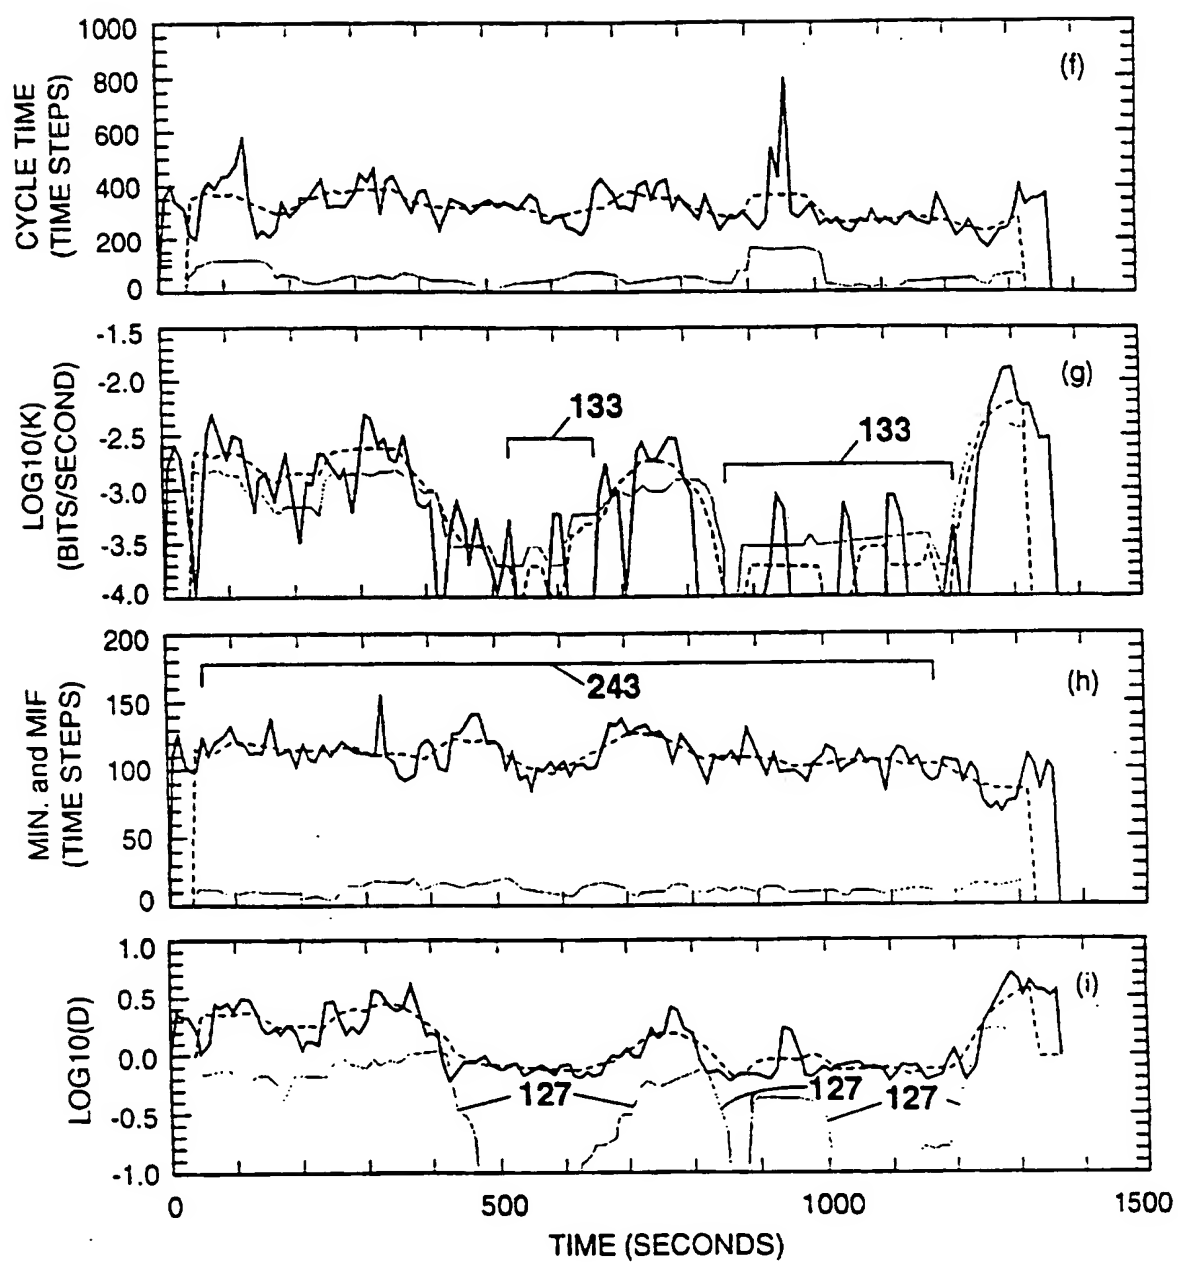 1000
800
600
400
200
0
CYCLE TIME
(TIME STEPS)
(f)
-1.5
-2.0
-2.5
-3.0
-3.5
-4.0
LOG10(K)
(BITS/SECOND)
133
133
(g)
200
150
100
50
0
MIN. and MIF
(TIME STEPS)
243
(h)
1.0
0.5
0.0
-0.5
-1.0
LOG10(D)
127
127
127
(i)
0
500
1000
1500
TIME (SECONDS)